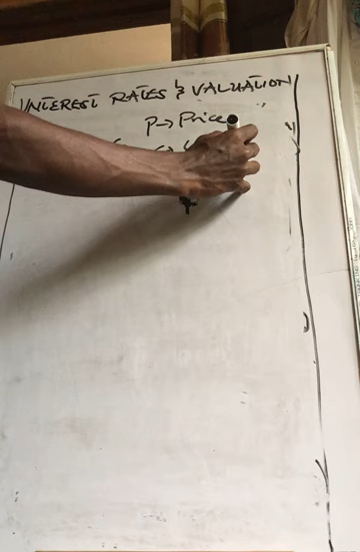 INTEREST RATES & VALUATION
P → Price